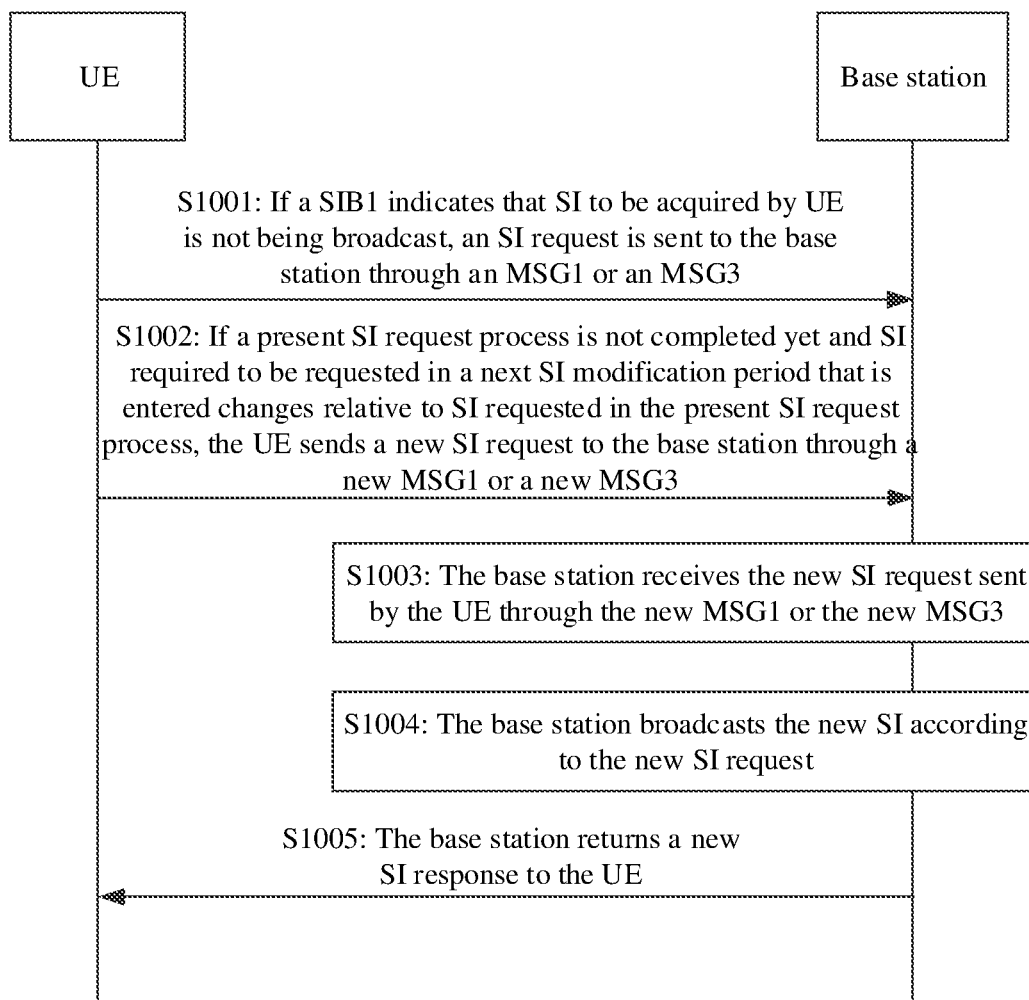 UE
Base station
S1001: If a SIB1 indicates that SI to be acquired by UE
is not being broadcast, an SI request is sent to the base
station through an MSG1 or an MSG3
S1002: If a present SI request process is not completed yet and SI
required to be requested in a next SI modification period that is
entered changes relative to SI requested in the present SI request
process, the UE sends a new SI request to the base station through a
new MSG1 or a new MSG3
S1003: The base station receives the new SI request sent
by the UE through the new MSG1 or the new MSG3
S1004: The base station broadcasts the new SI according
to the new SI request
S1005: The base station returns a new
SI response to the UE